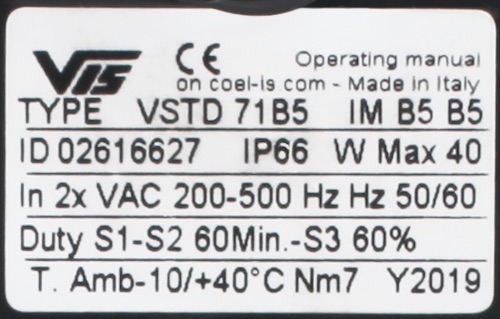 VIS CE Operating manual
on coel-is.com - Made in Italy
TYPE VSTD 71B5 IM B5 B5
ID 02616627 IP66 W Max 40
In 2x VAC 200-500 Hz Hz 50/60
Duty S1-S2 60Min.-S3 60%
T. Amb-10/+40°C Nm7 Y2019